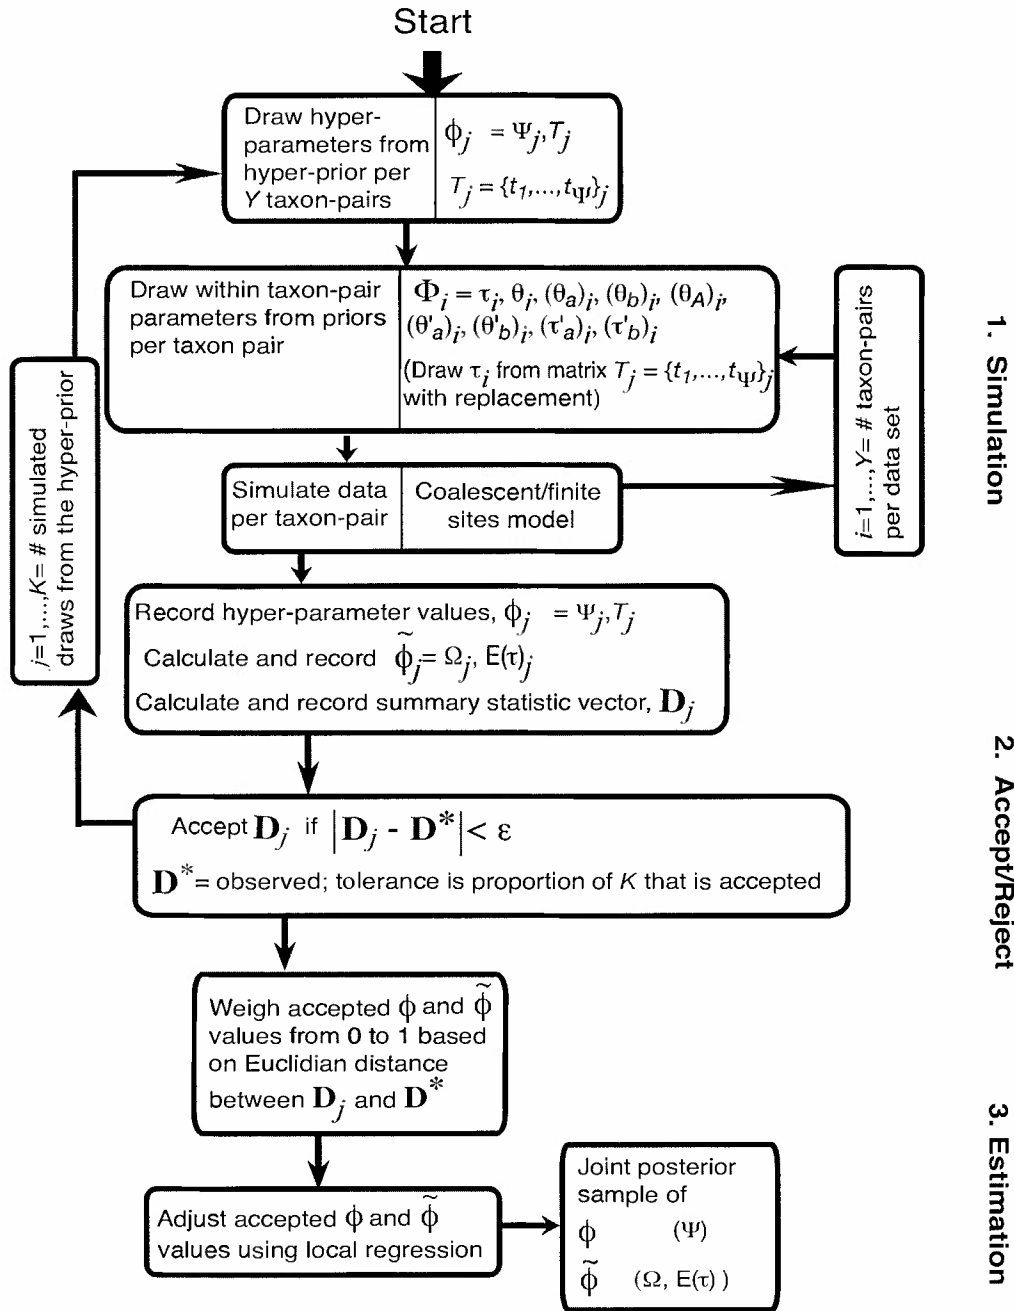 Start
Draw hyper-
parameters from
hyper-prior per
Y taxon-pairs
ϕj = Ψj,Tj
Tj = {t1,...,tΨ}j
Draw within taxon-pair
parameters from priors
per taxon pair
Φi = τi, θi, (θa)i, (θb)i, (θA)i,
(θ'a)i, (θ'b)i, (τ'a)i, (τ'b)i
(Draw τi from matrix Tj = {t1,...,tΨ}j
with replacement)
i=1,...,Y= # taxon-pairs
per data set
j=1,...,K= # simulated
draws from the hyper-prior
Simulate data
per taxon-pair
Coalescent/finite
sites model
Record hyper-parameter values, ϕj = Ψj,Tj
Calculate and record ϕ̃j= Ωj, E(τ)j
Calculate and record summary statistic vector, Dj
1. Simulation
Accept Dj if |Dj - D*| < ε
D*= observed; tolerance is proportion of K that is accepted
2. Accept/Reject
Weigh accepted ϕ and ϕ̃
values from 0 to 1 based
on Euclidian distance
between Dj and D*
Adjust accepted ϕ and ϕ̃
values using local regression
Joint posterior
sample of
ϕ (Ψ)
ϕ̃ (Ω, E(τ) )
3. Estimation